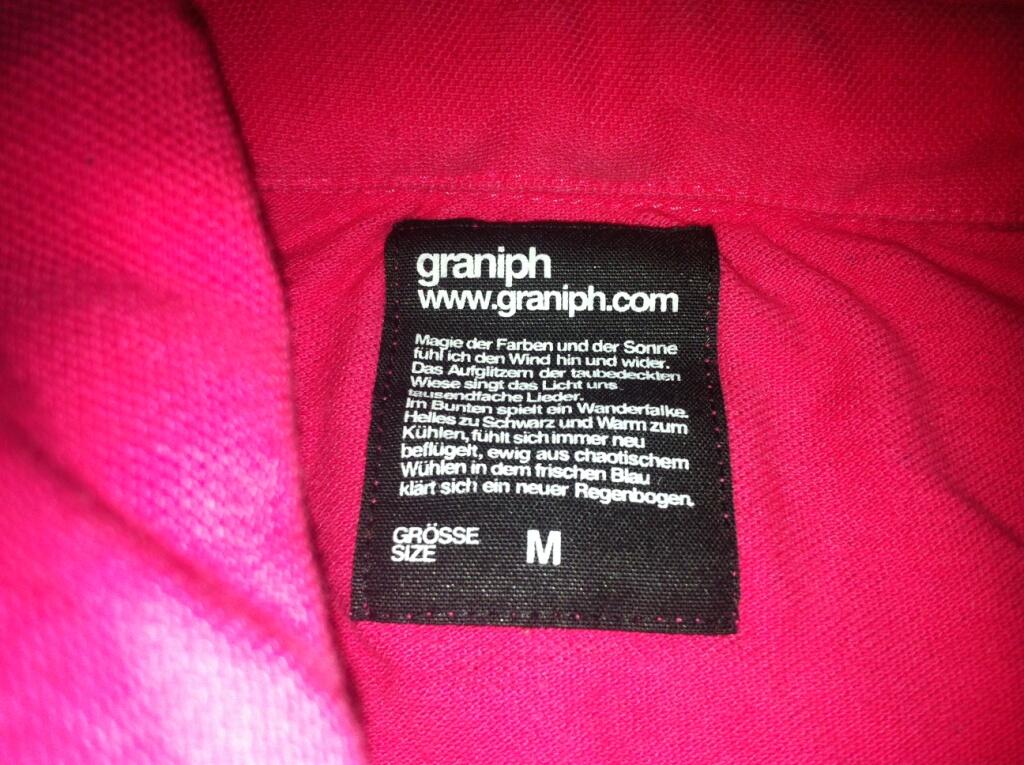 graniph
www.graniph.com
Magie der Farben und der Sonne
fühl ich den Wind hin und wider.
Das Aufglitzern der taubedeckten
Wiese singt das Licht uns
tausendfache Lieder.
Im Bunten spielt ein Wanderfalke.
Helles zu Schwarz und Warm zum
Kühlen, fühlt sich immer neu
beflügelt, ewig aus chaotischem
Wühlen in dem frischen Blau
klärt sich ein neuer Regenbogen.
GRÖSSE
SIZE M